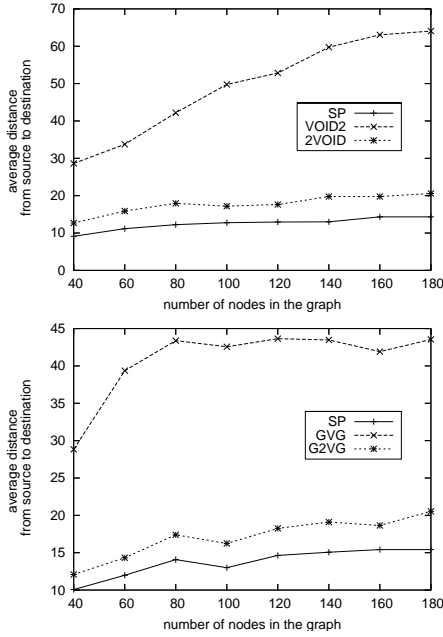 70
60
50
40
30
20
10
0
average distance
from source to destination
SP
VOID2
2VOID
40 60 80 100 120 140 160 180
number of nodes in the graph
45
40
35
30
25
20
15
10
average distance
from source to destination
SP
GVG
G2VG
40 60 80 100 120 140 160 180
number of nodes in the graph